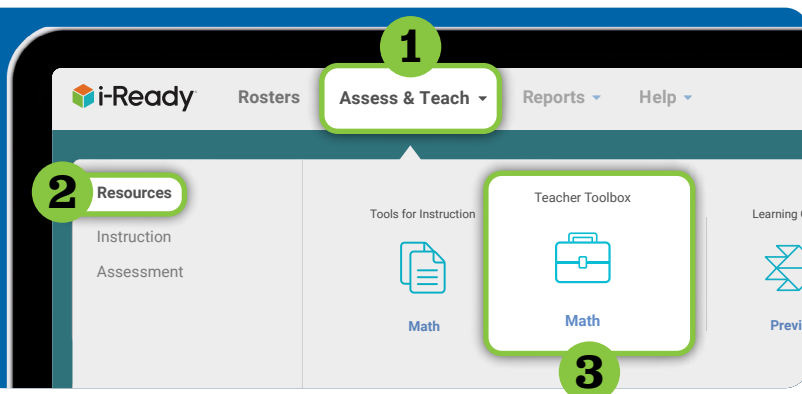 1
i-Ready Rosters Assess & Teach Reports Help
2 Resources
Instruction
Assessment
Tools for Instruction
Math
Teacher Toolbox
Math
3
Learning